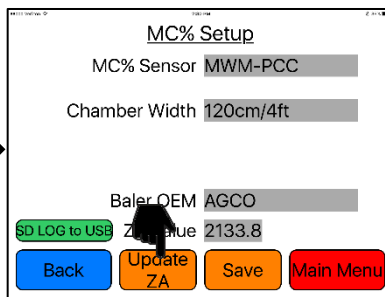 MC% Setup
MC% Sensor MWM-PCC
Chamber Width 120cm/4ft
Baler OEM AGCO
SD LOG to USB
2133.8
Back
Update
ZA
Save
Main Menu